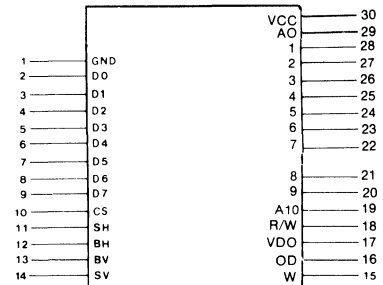 VCC 30
AO 29
1 28
1 GND 2 27
2 D0 3 26
3 D1 4 25
4 D2 5 24
5 D3 6 23
6 D4 7 22
7 D5
8 D6 8 21
9 D7 9 20
10 CS A10 19
11 SH R/W 18
12 BH VDO 17
13 BV OD 16
14 SV W 15